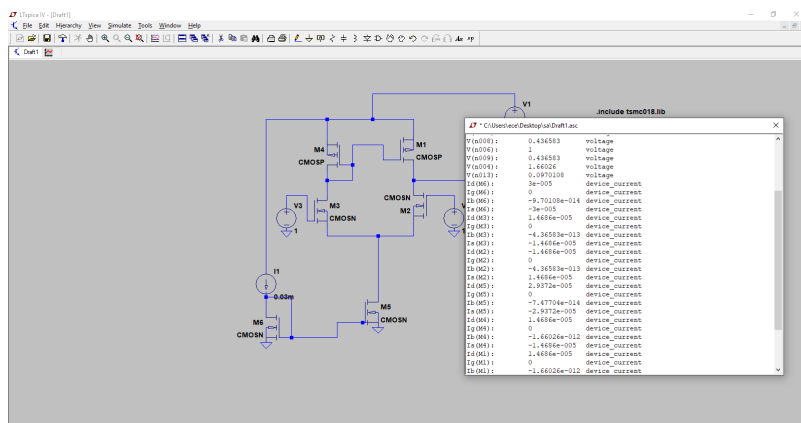 LTspice IV - [Draft1]
File Edit Hierarchy View Simulate Tools Window Help
Draft1
V1
.include tsmc018.lib
M4
CMOSP
M1
CMOSP
V3
1
M3
CMOSN
CMOSN
M2
I1
0.03m
M6
CMOSN
M5
CMOSN
* C:\Users\ece\Desktop\sa\Draft1.asc
V(n008): 0.436583 voltage
V(n006): 1 voltage
V(n009): 0.436583 voltage
V(n004): 1.66026 voltage
V(n013): 0.0970108 voltage
Id(M6): 3e-005 device_current
Ig(M6): 0 device_current
Ib(M6): -9.70108e-014 device_current
Is(M6): -3e-005 device_current
Id(M3): 1.4686e-005 device_current
Ig(M3): 0 device_current
Ib(M3): -4.36583e-013 device_current
Is(M3): -1.4686e-005 device_current
Id(M2): -1.4686e-005 device_current
Ig(M2): 0 device_current
Ib(M2): -4.36583e-013 device_current
Is(M2): 1.4686e-005 device_current
Id(M5): 2.9372e-005 device_current
Ig(M5): 0 device_current
Ib(M5): -7.47704e-014 device_current
Is(M5): -2.9372e-005 device_current
Id(M4): 1.4686e-005 device_current
Ig(M4): 0 device_current
Ib(M4): -1.66026e-012 device_current
Is(M4): -1.4686e-005 device_current
Id(M1): 1.4686e-005 device_current
Ig(M1): 0 device_current
Ib(M1): -1.66026e-012 device_current